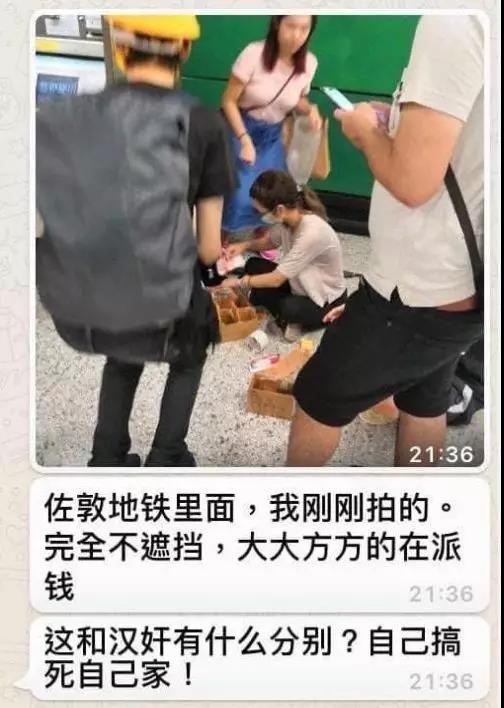 21:36
佐敦地铁里面，我刚刚拍的。
完全不遮挡，大大方方的在派
钱
21:36
这和汉奸有什么分别？自己搞
死自己家！
21:36